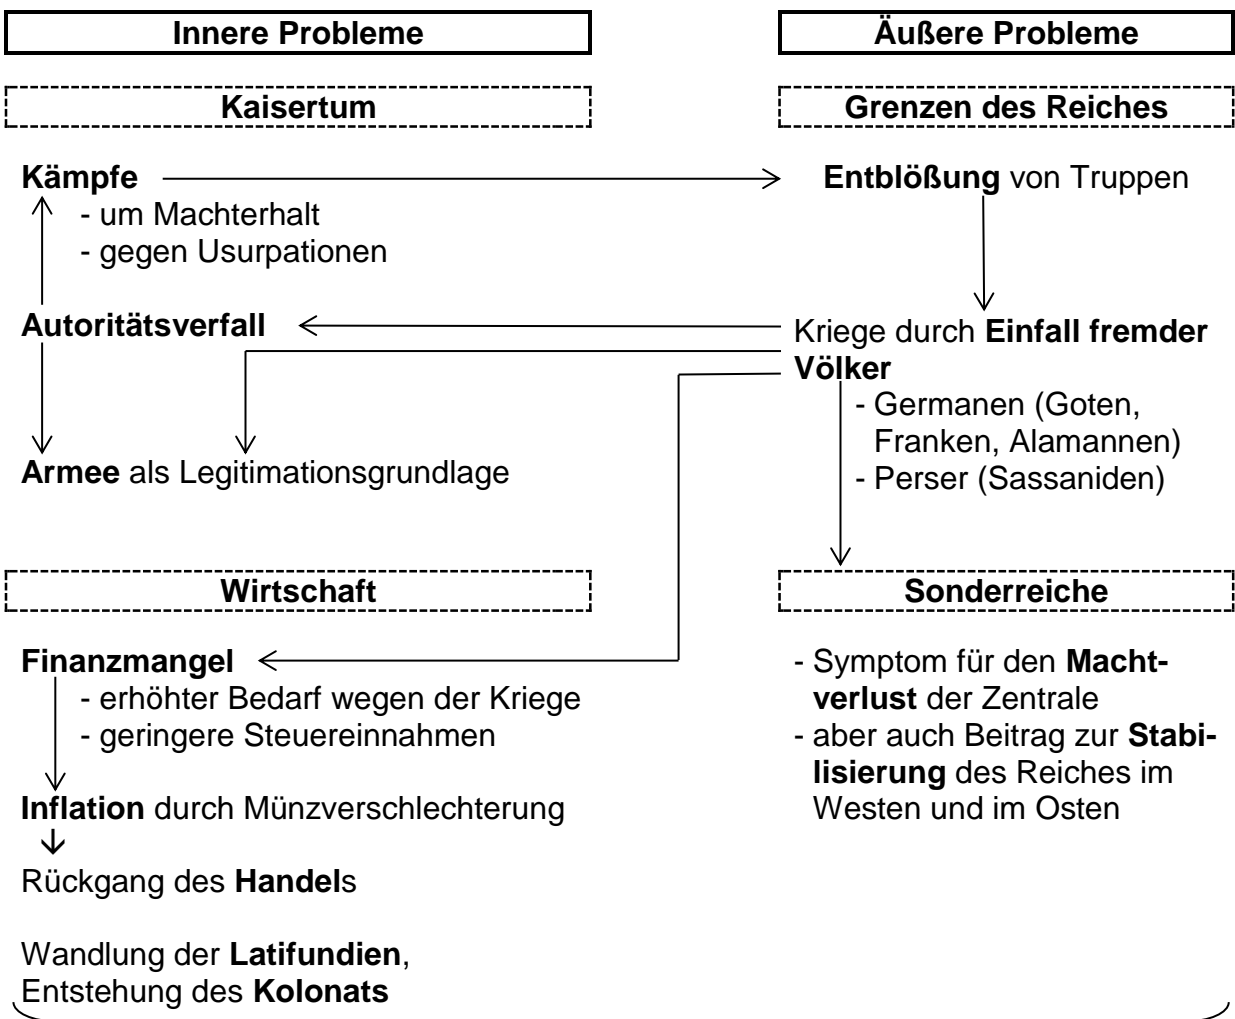 Innere Probleme
Äußere Probleme
Kaisertum
Grenzen des Reiches
Kämpfe
- um Machterhalt
- gegen Usurpationen
Entblößung von Truppen
Autoritätsverfall
Kriege durch Einfall fremder
Völker
- Germanen (Goten,
Franken, Alamannen)
- Perser (Sassaniden)
Armee als Legitimationsgrundlage
Wirtschaft
Sonderreiche
Finanzmangel
- erhöhter Bedarf wegen der Kriege
- geringere Steuereinnahmen
- Symptom für den Macht-
verlust der Zentrale
- aber auch Beitrag zur Stabi-
lisierung des Reiches im
Westen und im Osten
Inflation durch Münzverschlechterung
Rückgang des Handels
Wandlung der Latifundien,
Entstehung des Kolonats